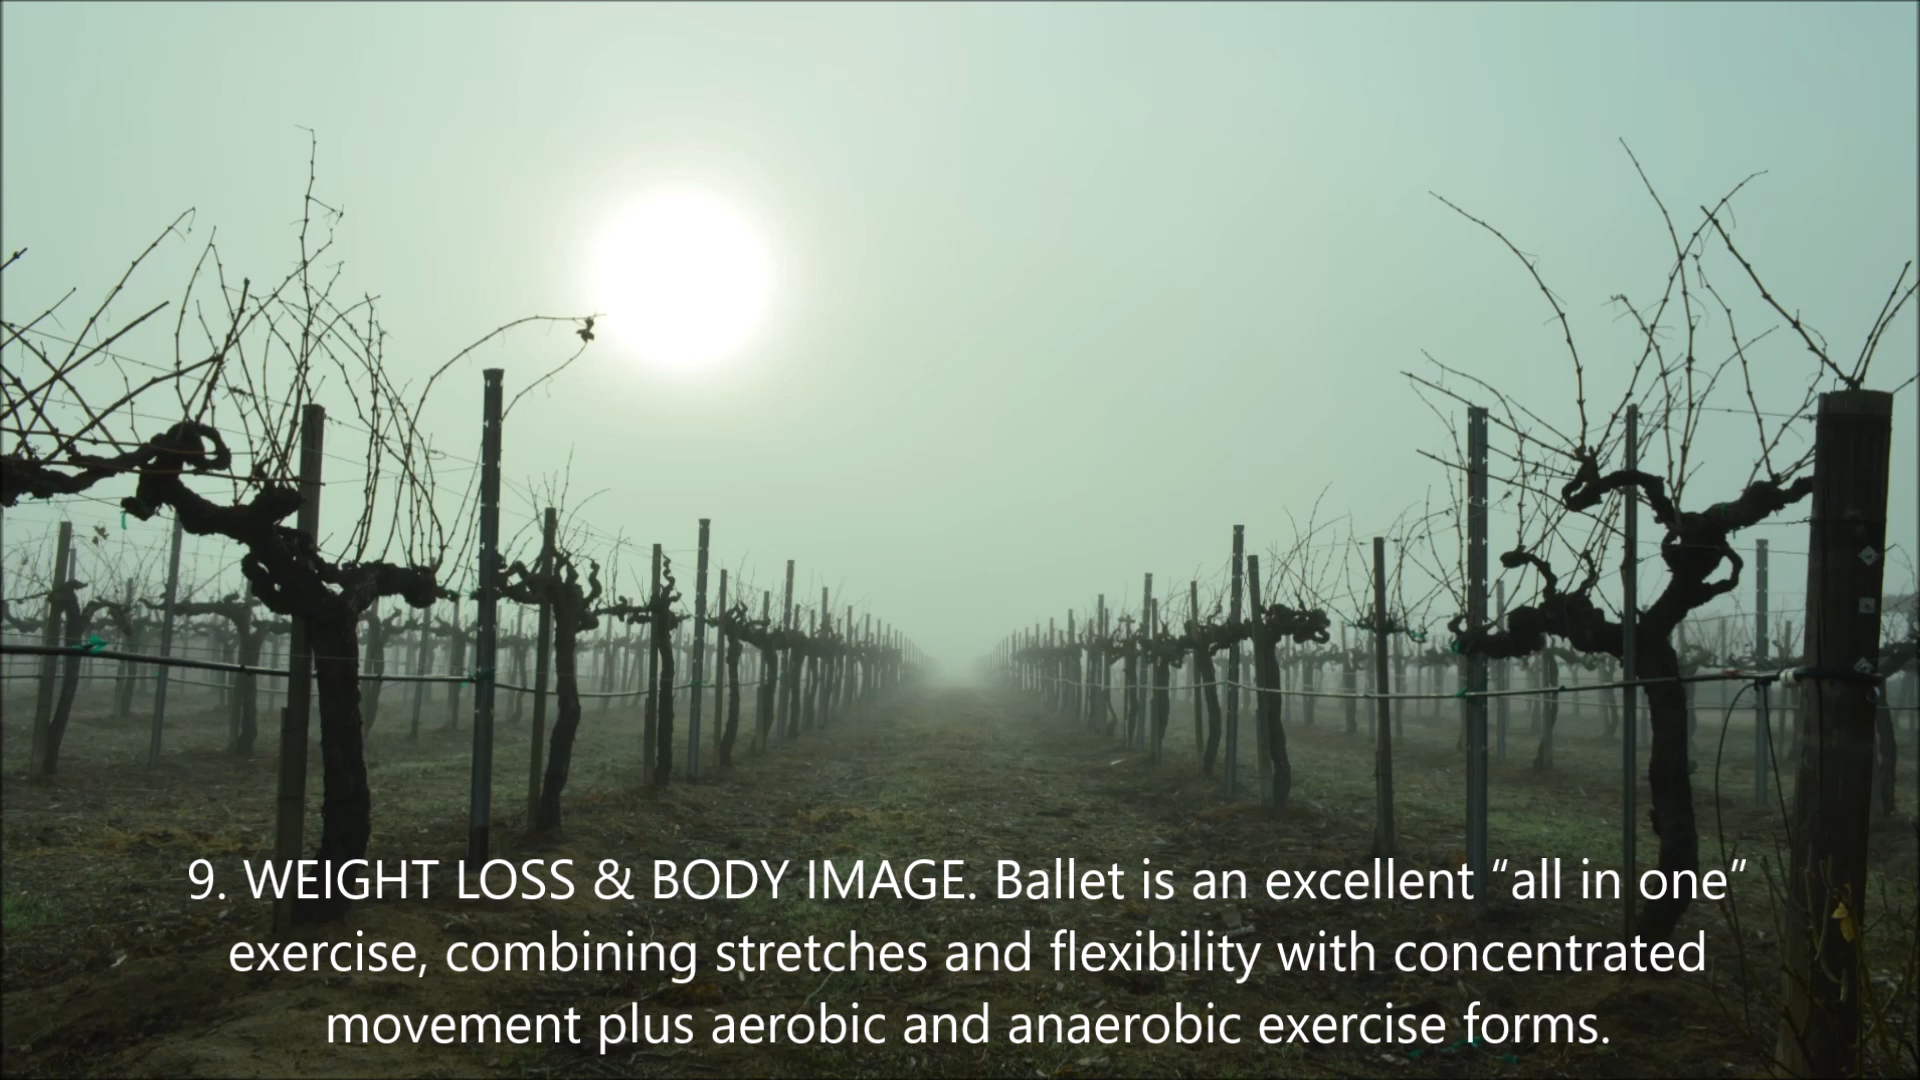 9. WEIGHT LOSS & BODY IMAGE. Ballet is an excellent “all in one”
exercise, combining stretches and flexibility with concentrated
movement plus aerobic and anaerobic exercise forms.